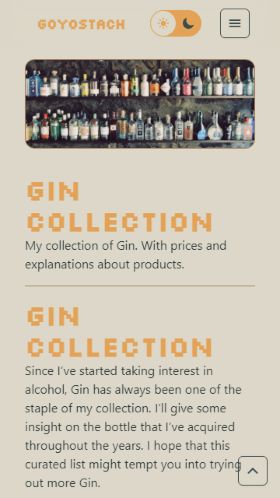 GOYOSTACH
GIN
COLLECTION
My collection of Gin. With prices and
explanations about products.
GIN
COLLECTION
Since I've started taking interest in
alcohol, Gin has always been one of the
staple of my collection. I'll give some
insight on the bottle that I've acquired
throughout the years. I hope that this
curated list might tempt you into trying
out more Gin.